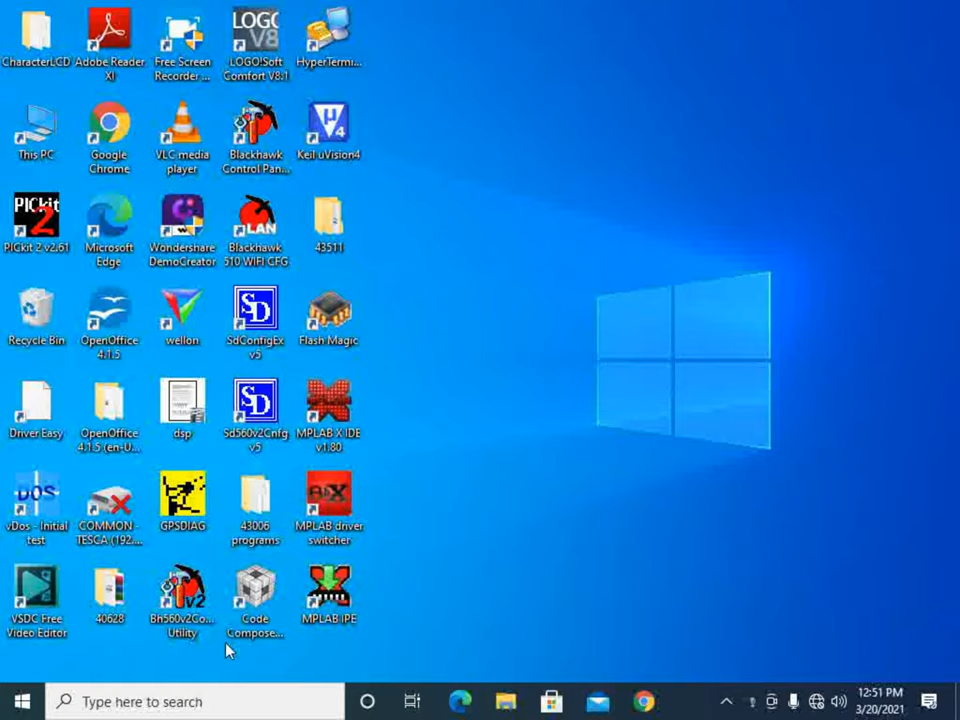 LOGO
V8
CharacterLCD
Adobe Reader
XI
Free Screen
Recorder ...
LOGO!Soft
Comfort V8.1
HyperTermi...
μ
4
This PC
Google
Chrome
VLC media
player
Blackhawk
Control Pan...
Keil uVision4
PICkit
2
LAN
PICkit 2 v2.61
Microsoft
Edge
Wondershare
DemoCreator
Blackhawk
510 WIFI CFG
43511
SD
Recycle Bin
OpenOffice
4.1.5
wellon
SdConfigEx
v5
Flash Magic
SD
Driver Easy
OpenOffice
4.1.5 (en-U...
dsp
Sd560v2Cnfg
v5
MPLAB X IDE
v1.80
DOS
vDos - Initial
test
COMMON -
TESCA (192....
GPSDIAG
43006
programs
MPLAB driver
switcher
v2
VSDC Free
Video Editor
40628
Bh560v2Co...
Utility
Code
Compose...
MPLAB IPE
Type here to search
12:51 PM
3/20/2021